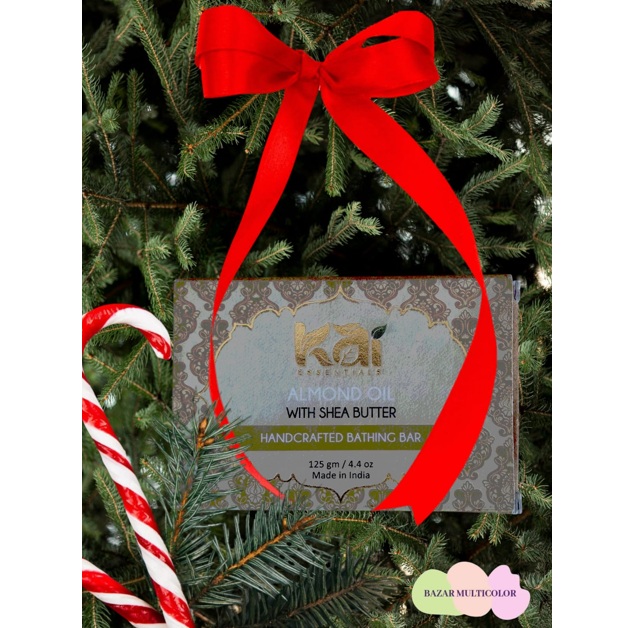 kai
ESSENTIALS
ALMOND OIL
WITH SHEA BUTTER
HANDCRAFTED BATHING BAR
125 gm / 4.4 oz
Made in India
BAZAR MULTICOLOR